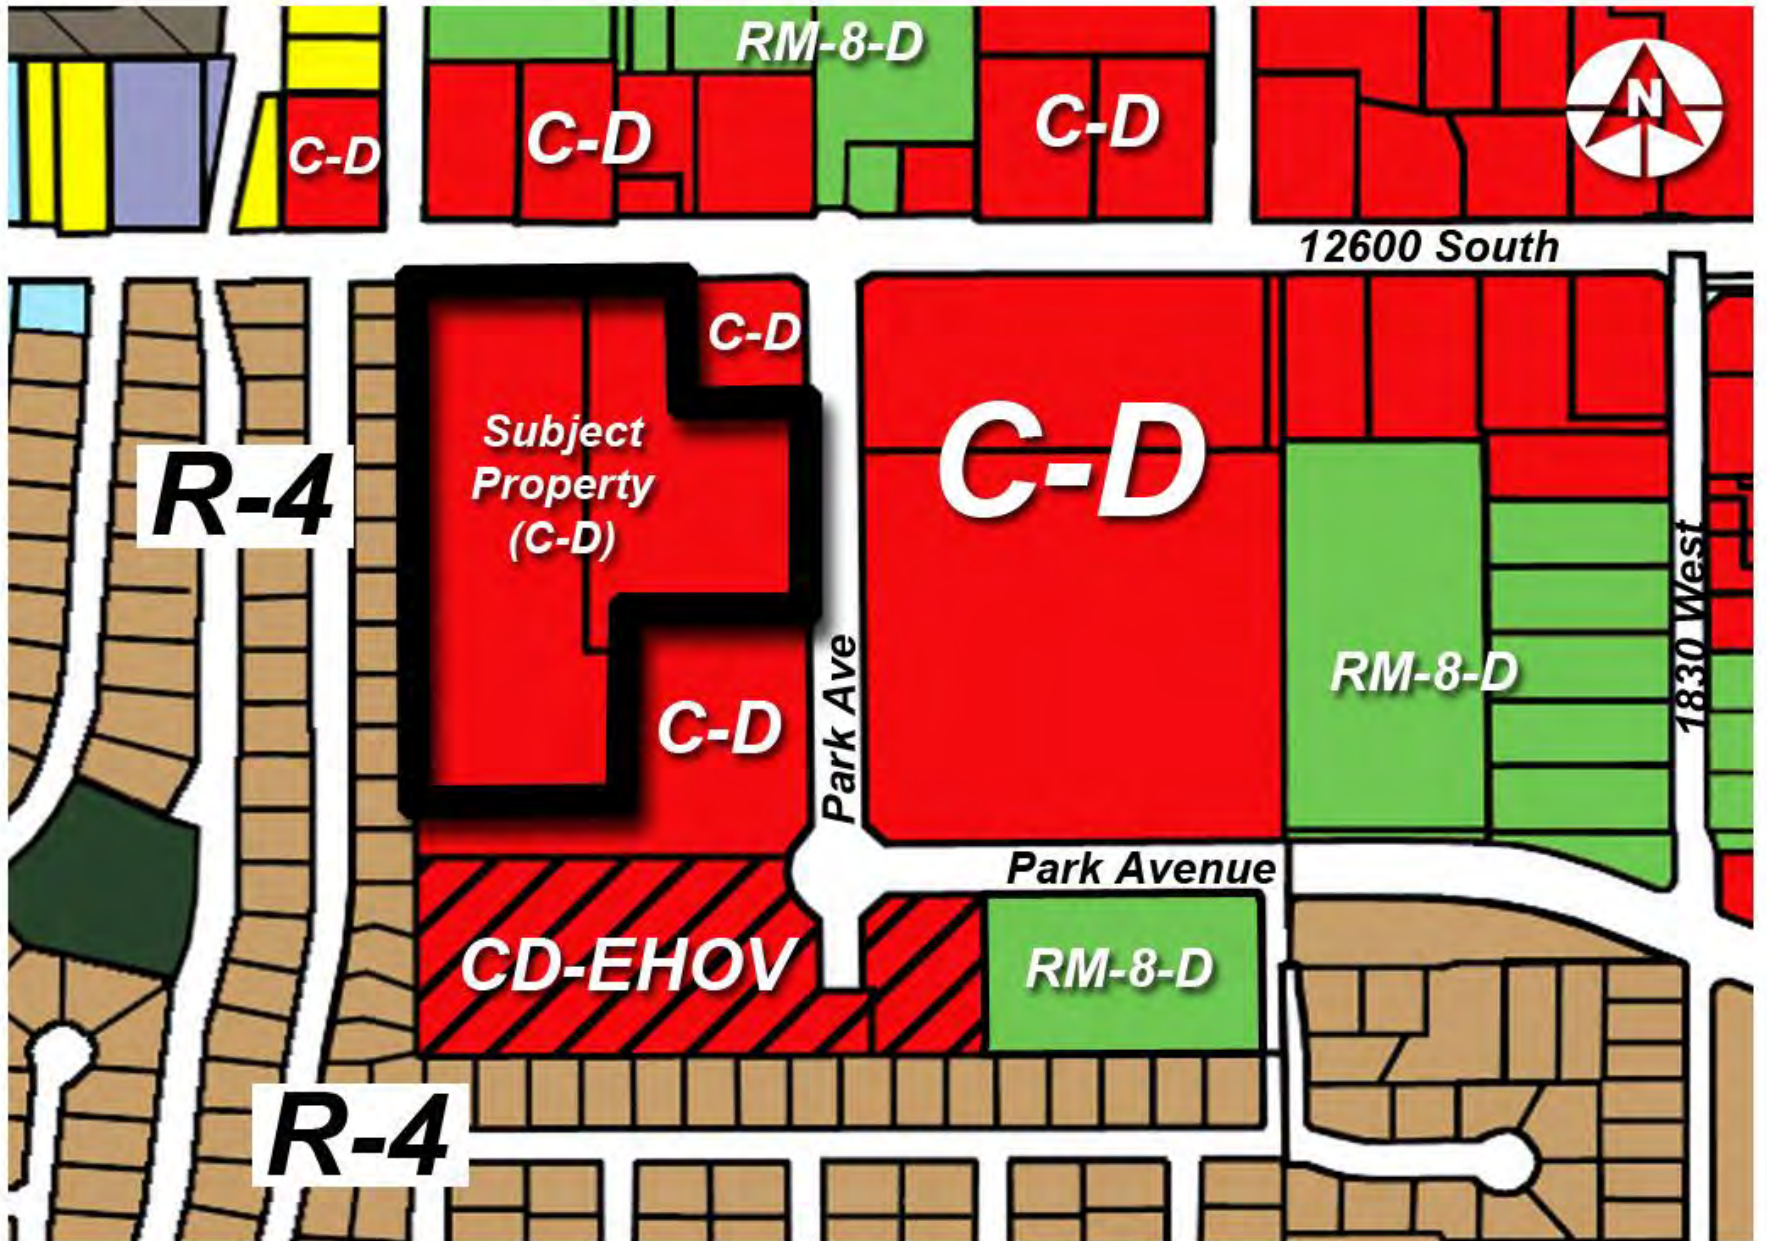 RM-8-D
C-D
C-D
C-D
N
12600 South
C-D
Subject
Property
(C-D)
C-D
R-4
1830 West
RM-8-D
C-D
Park Ave
Park Avenue
CD-EHOV
RM-8-D
R-4